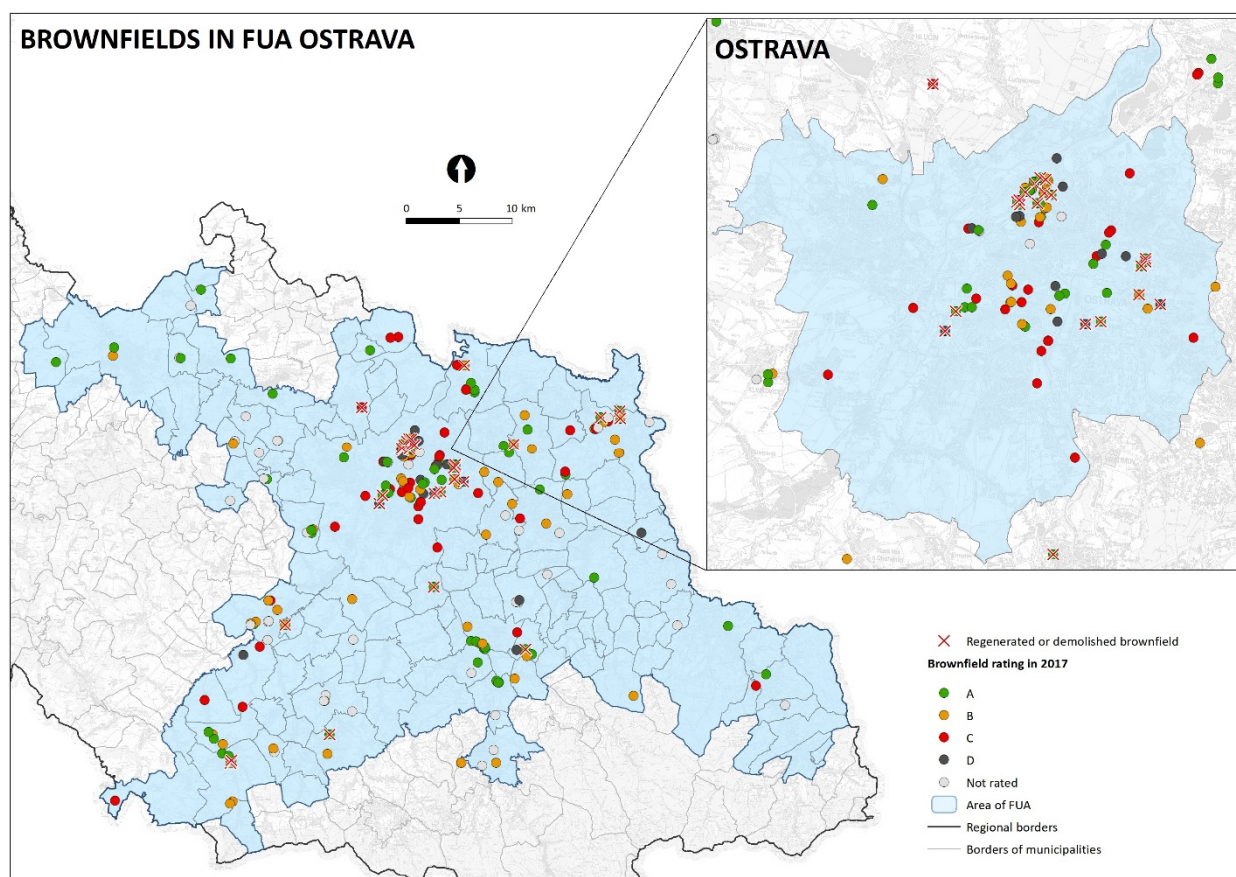 BROWNFIELDS IN FUA OSTRAVA
OSTRAVA
0 5 10 km
Regenerated or demolished brownfield
Brownfield rating in 2017
A
B
C
D
Not rated
Area of FUA
Regional borders
Borders of municipalities